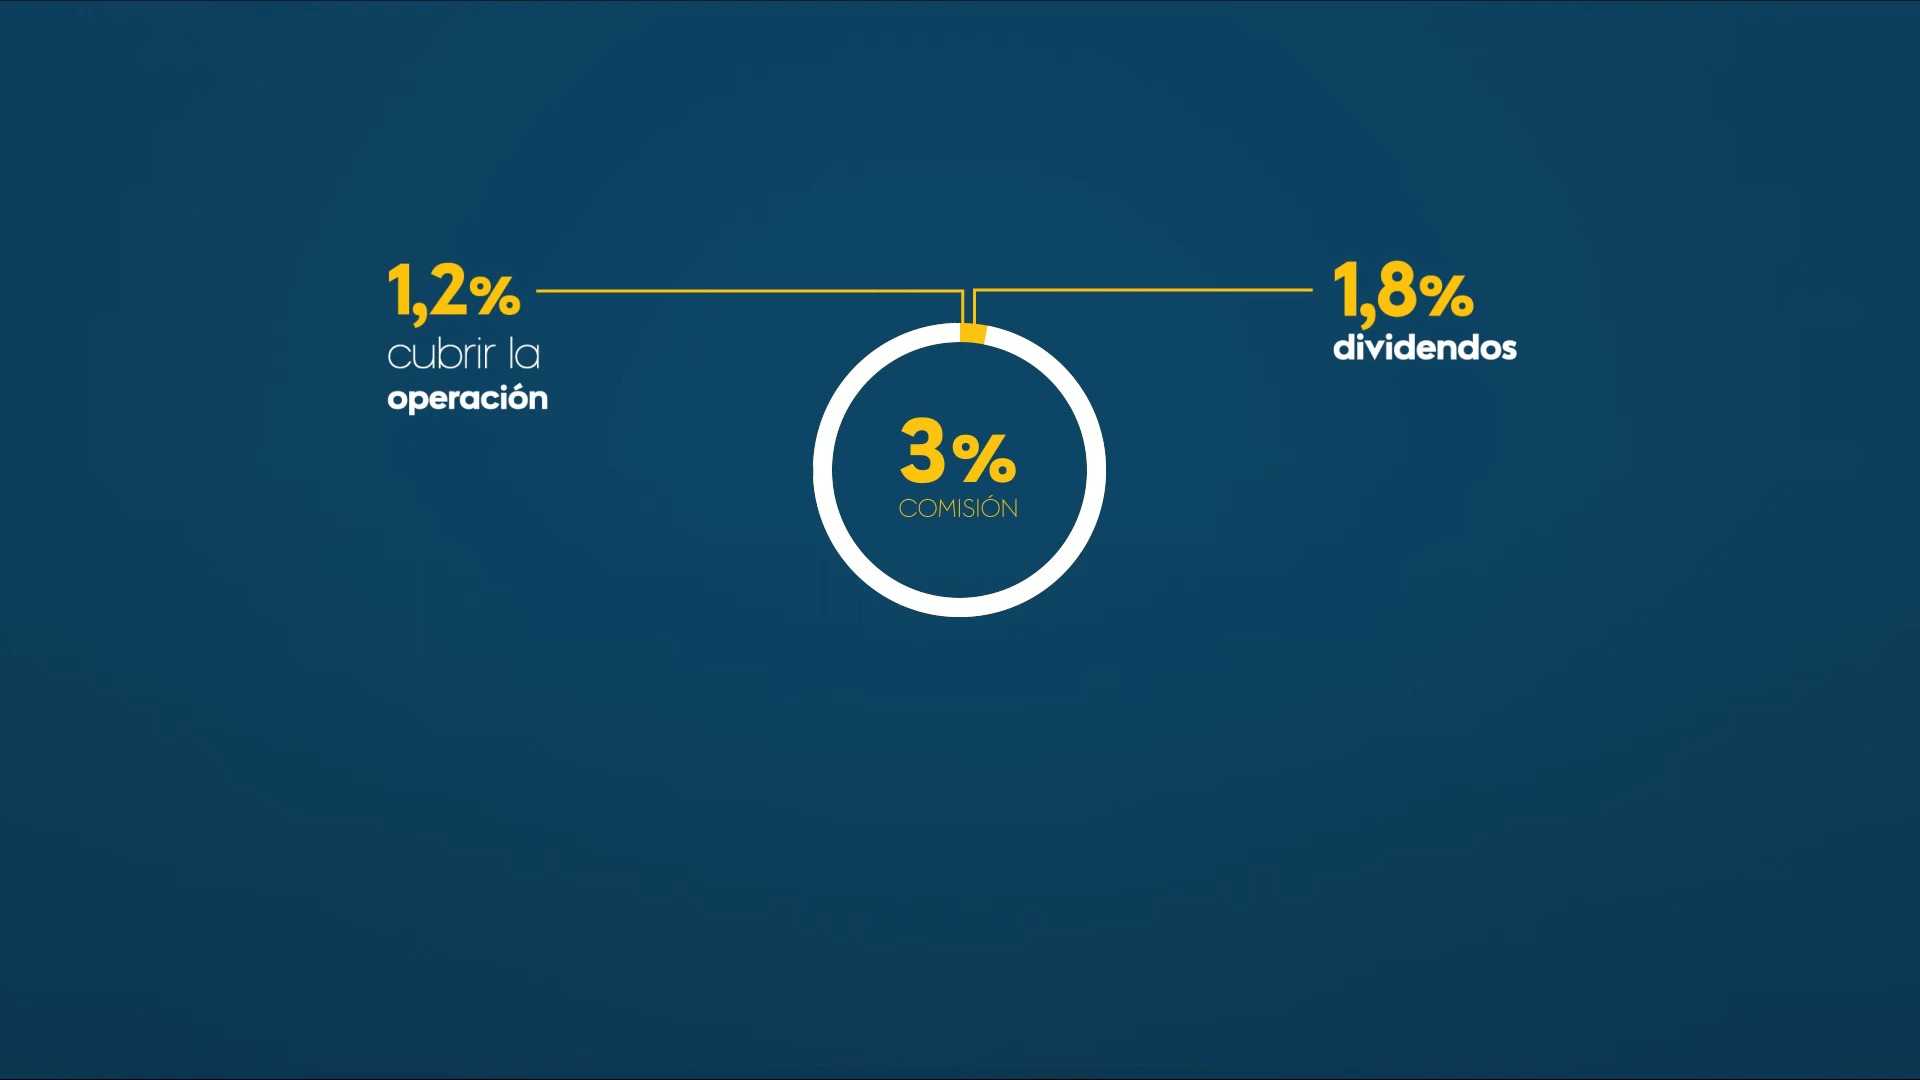 1,2%
cubrir la
operación
3%
COMISIÓN
1,8%
dividendos